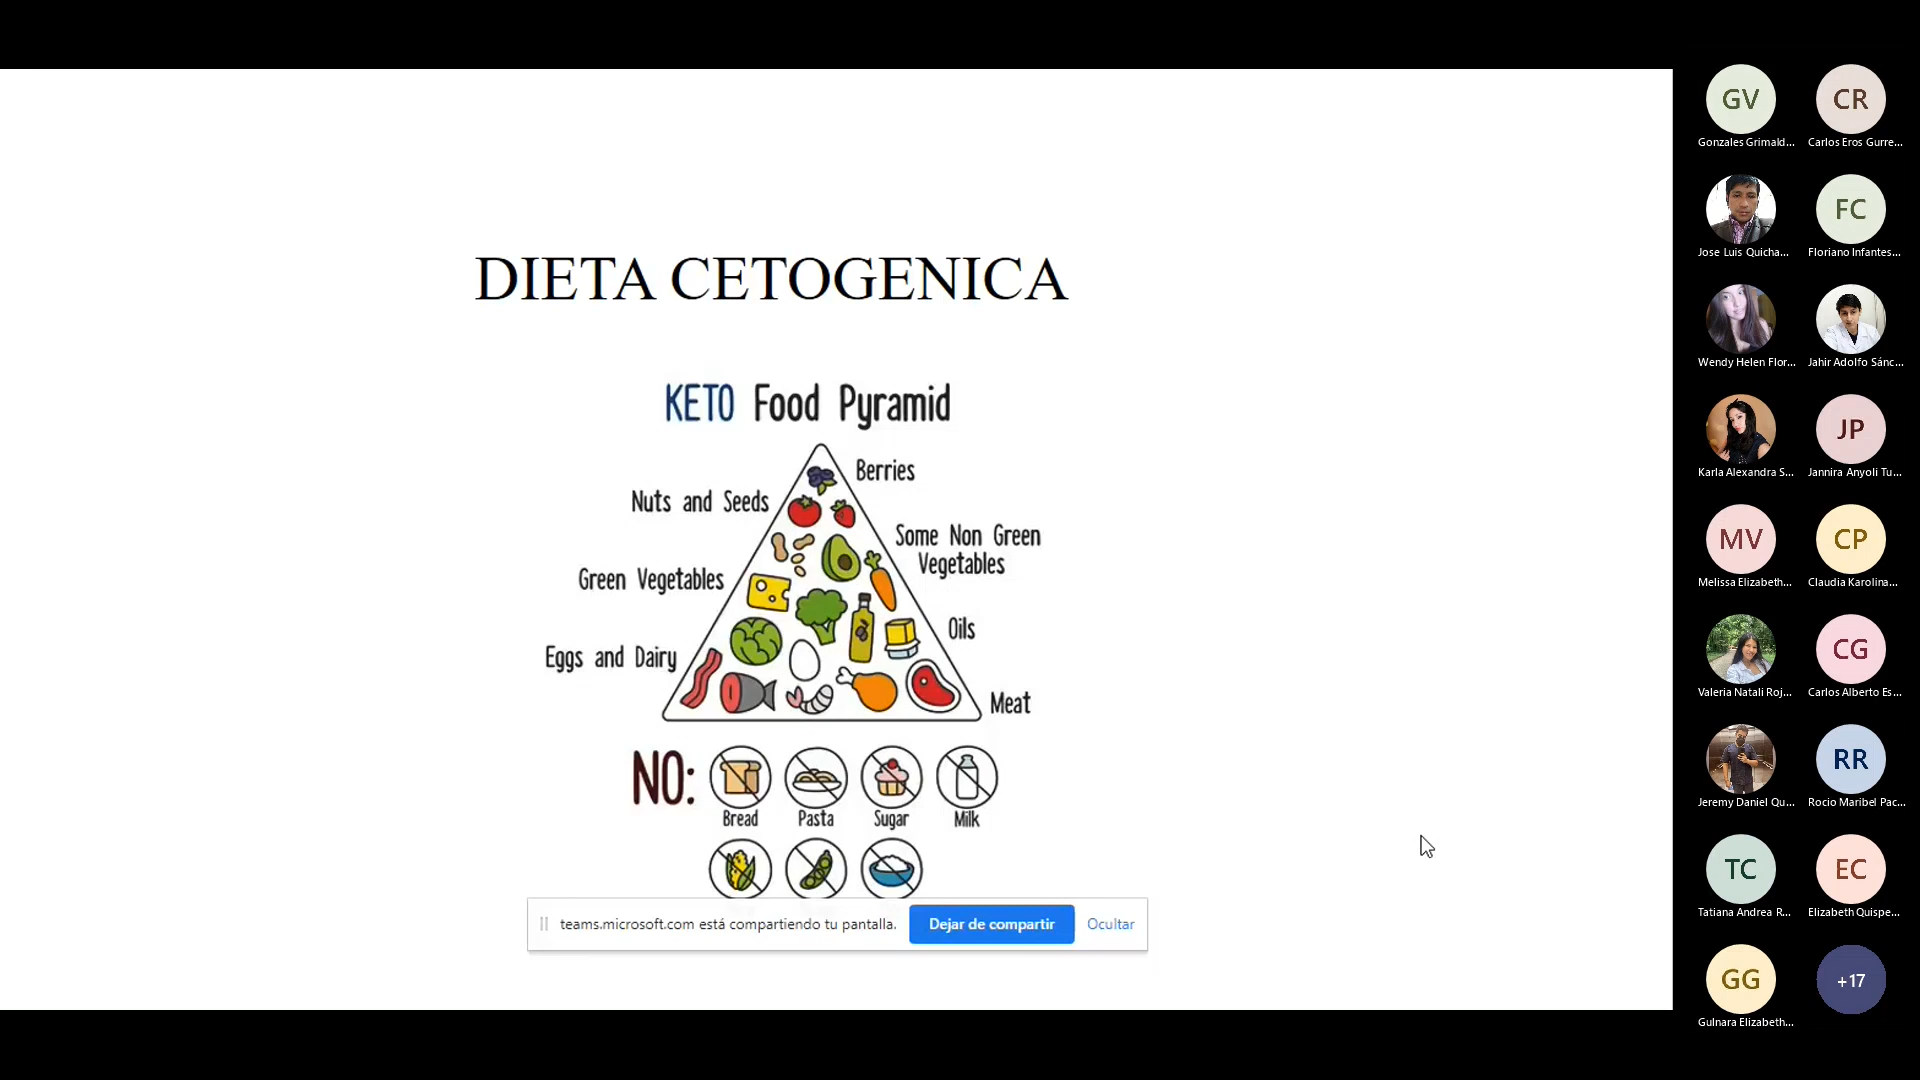 DIETA CETOGENICA
KETO Food Pyramid
Berries
Nuts and Seeds
Some Non Green
Vegetables
Green Vegetables
Oils
Eggs and Dairy
Meat
NO:
Bread
Pasta
Sugar
Milk
teams.microsoft.com está compartiendo tu pantalla.
Dejar de compartir
Ocultar
GV
Gonzales Grimald...
CR
Carlos Eros Gurre...
Jose Luis Quicha...
FC
Floriano Infantes...
Wendy Helen Flor...
Jahir Adolfo Sánc...
Karla Alexandra S...
JP
Jannira Anyoli Tu...
MV
Melissa Elizabeth...
CP
Claudia Karolina...
Valeria Natali Roj...
CG
Carlos Alberto Es...
Jeremy Daniel Qu...
RR
Rocio Maribel Pac...
TC
Tatiana Andrea R...
EC
Elizabeth Quispe...
GG
Gulnara Elizabeth...
+17